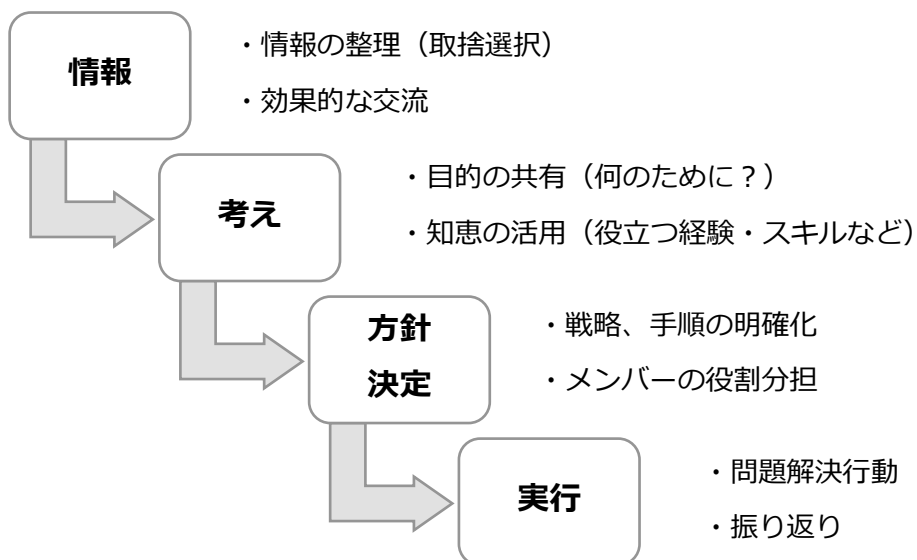 情報
・情報の整理（取捨選択）
・効果的な交流
考え
・目的の共有（何のために？）
・知恵の活用（役立つ経験・スキルなど）
方針
決定
・戦略、手順の明確化
・メンバーの役割分担
実行
・問題解決行動
・振り返り